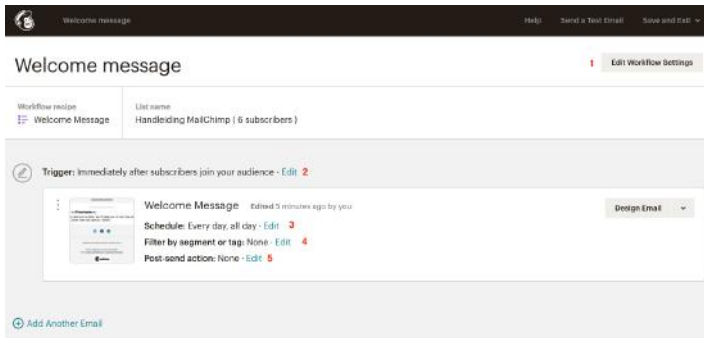 Welcome message
Help!
Send a Test Email
Save and Exit
Welcome message
1
Edit Workflow Settings
Workflow recipe
Welcome Message
List name
Handleiding MailChimp ( 6 subscribers )
Trigger: Immediately after subscribers join your audience - Edit 2
Welcome Message Edited 5 minutes ago by you
Design Email
Schedule: Every day, all day - Edit 3
Filter by segment or tag: None - Edit 4
Post-send action: None - Edit 5
Add Another Email